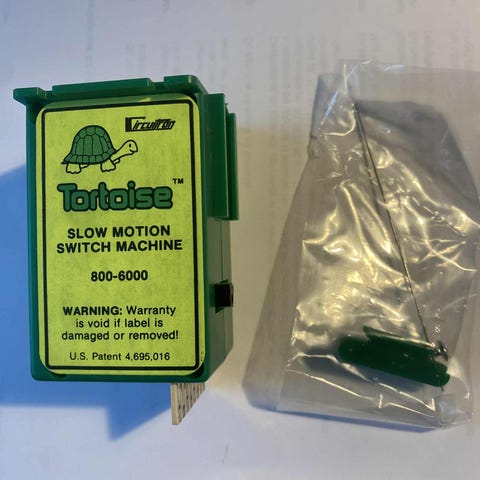 Circuitron
Tortoise™
SLOW MOTION
SWITCH MACHINE
800-6000
WARNING: Warranty
is void if label is
damaged or removed!
U.S. Patent 4,695,016